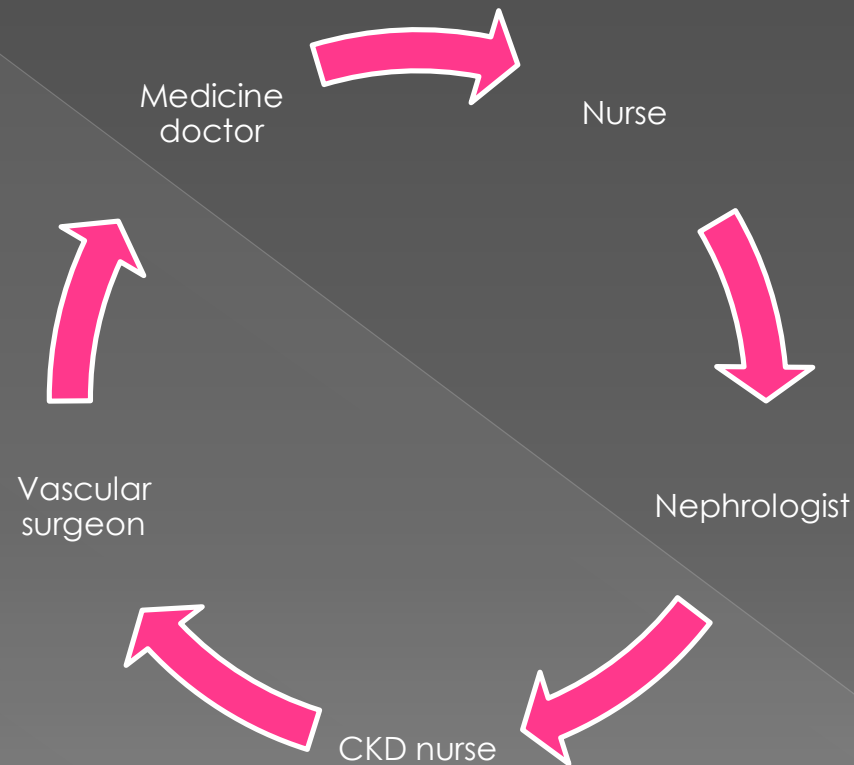 Medicine
doctor
Nurse
Nephrologist
CKD nurse
Vascular
surgeon